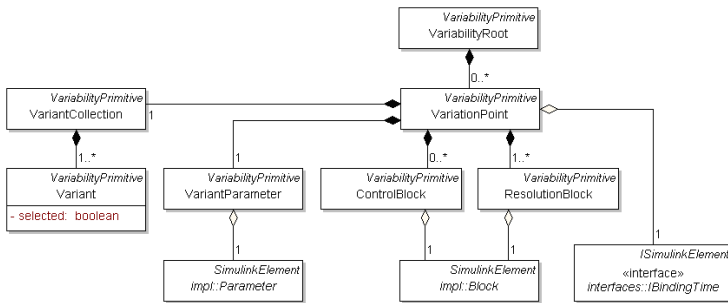 VariabilityPrimitive
VariabilityRoot
0..*
VariabilityPrimitive
VariantCollection
1
VariabilityPrimitive
VariationPoint
1..*
1
0..*
1..*
VariabilityPrimitive
Variant
- selected: boolean
VariabilityPrimitive
VariantParameter
VariabilityPrimitive
ControlBlock
VariabilityPrimitive
ResolutionBlock
1
1
1
1
SimulinkElement
impl::Parameter
SimulinkElement
impl::Block
ISimulinkElement
«interface»
interfaces::IBindingTime